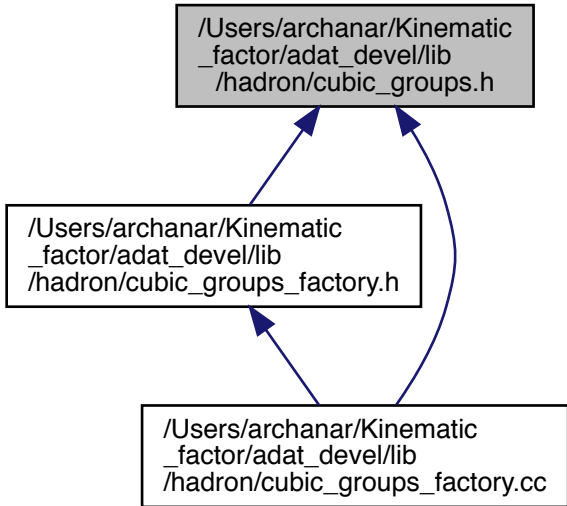 /Users/archanar/Kinematic
_factor/adat_devel/lib
/hadron/cubic_groups.h
/Users/archanar/Kinematic
_factor/adat_devel/lib
/hadron/cubic_groups_factory.h
/Users/archanar/Kinematic
_factor/adat_devel/lib
/hadron/cubic_groups_factory.cc